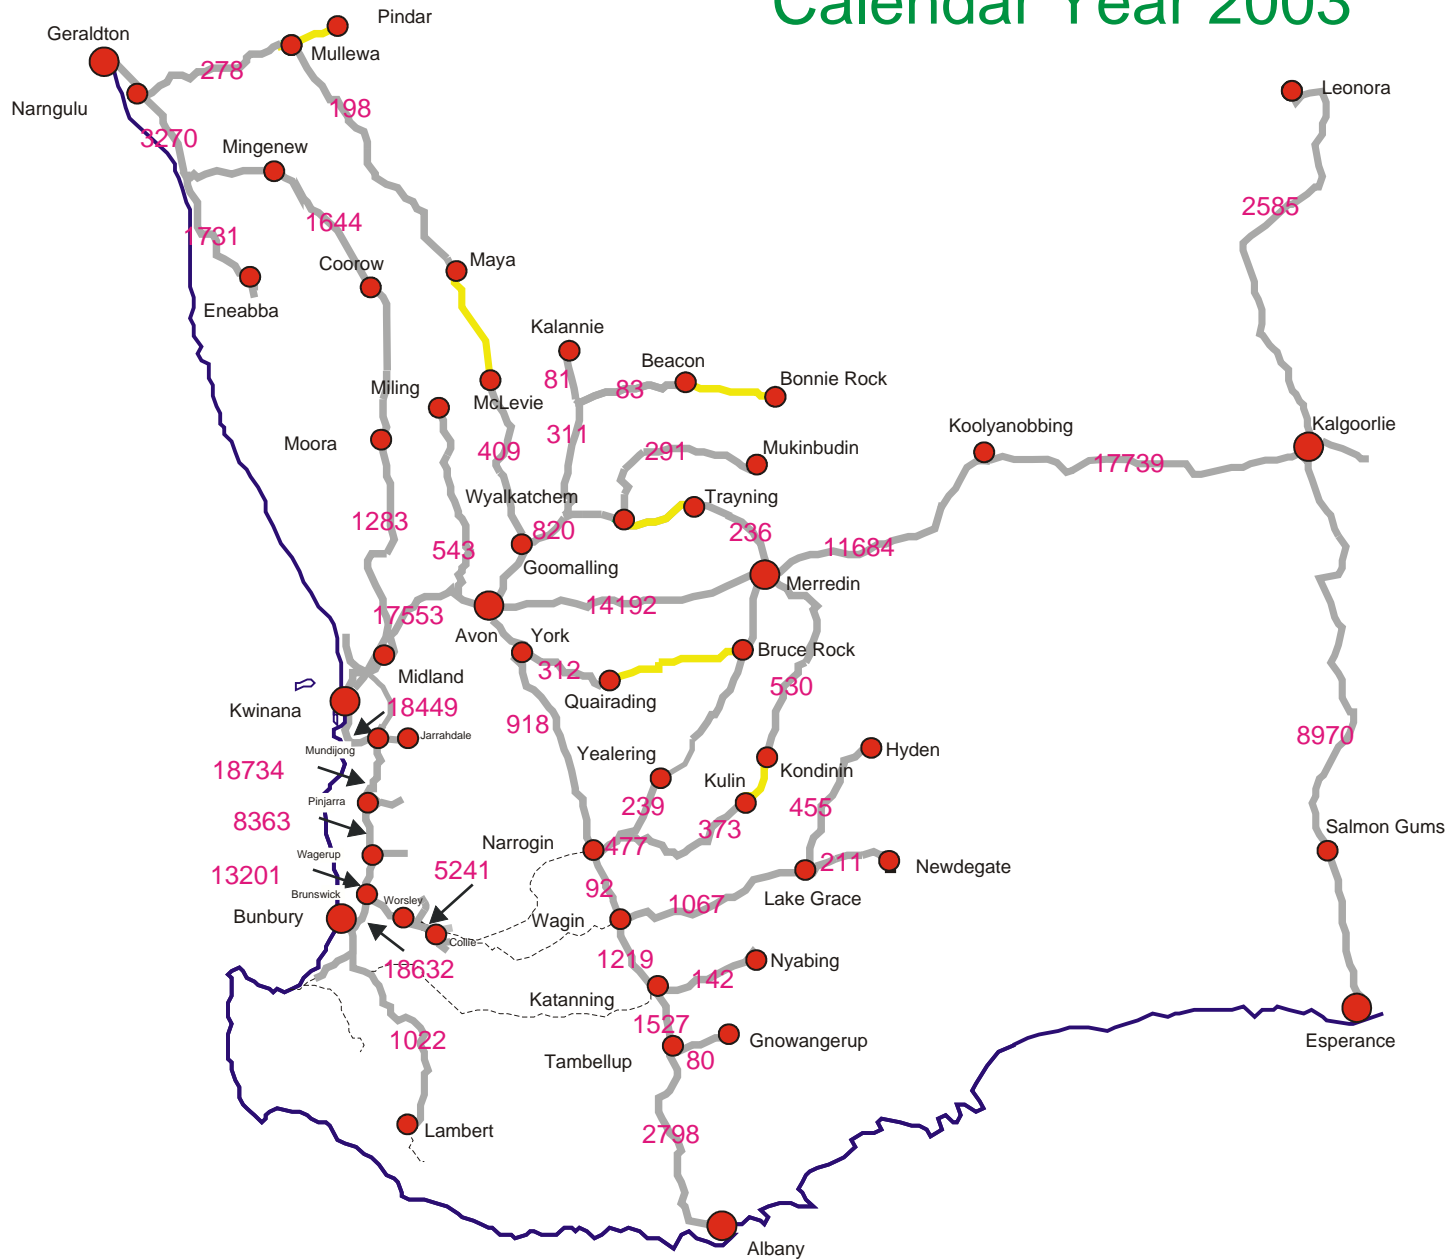 Calendar Year 2003
Pindar
Geraldton
Mullewa
278
Leonora
Narngulu
198
3270
Mingenew
2585
1644
1731
Coorow
Maya
Eneabba
Kalannie
Beacon
81
83
Bonnie Rock
Miling
McLevie
Kalgoorlie
Koolyanobbing
311
Moora
409
291
Mukinbudin
17739
Wyalkatchem
Trayning
1283
820
236
543
11684
Goomalling
Merredin
17553
14192
Avon
York
Bruce Rock
312
Midland
530
Quairading
Kwinana
18449
918
Jarrahdale
8970
Mundijong
Yealering
Hyden
18734
Kondinin
Kulin
Pinjarra
239
455
8363
373
Salmon Gums
Narrogin
477
Wagerup
5241
211
Newdegate
13201
92
Brunswick
Worsley
1067
Lake Grace
Bunbury
Wagin
Collie
1219
Nyabing
18632
142
Katanning
1527
1022
Gnowangerup
Esperance
Tambellup
80
Lambert
2798
Albany